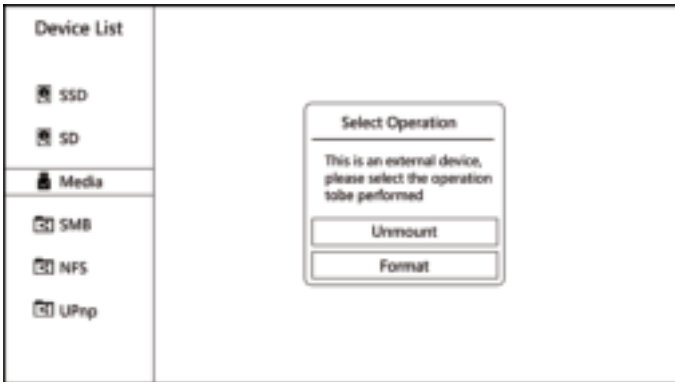 Device List
SSD
SD
Media
SMB
NFS
UPnp
Select Operation
This is an external device,
please select the operation
tobe performed
Unmount
Format